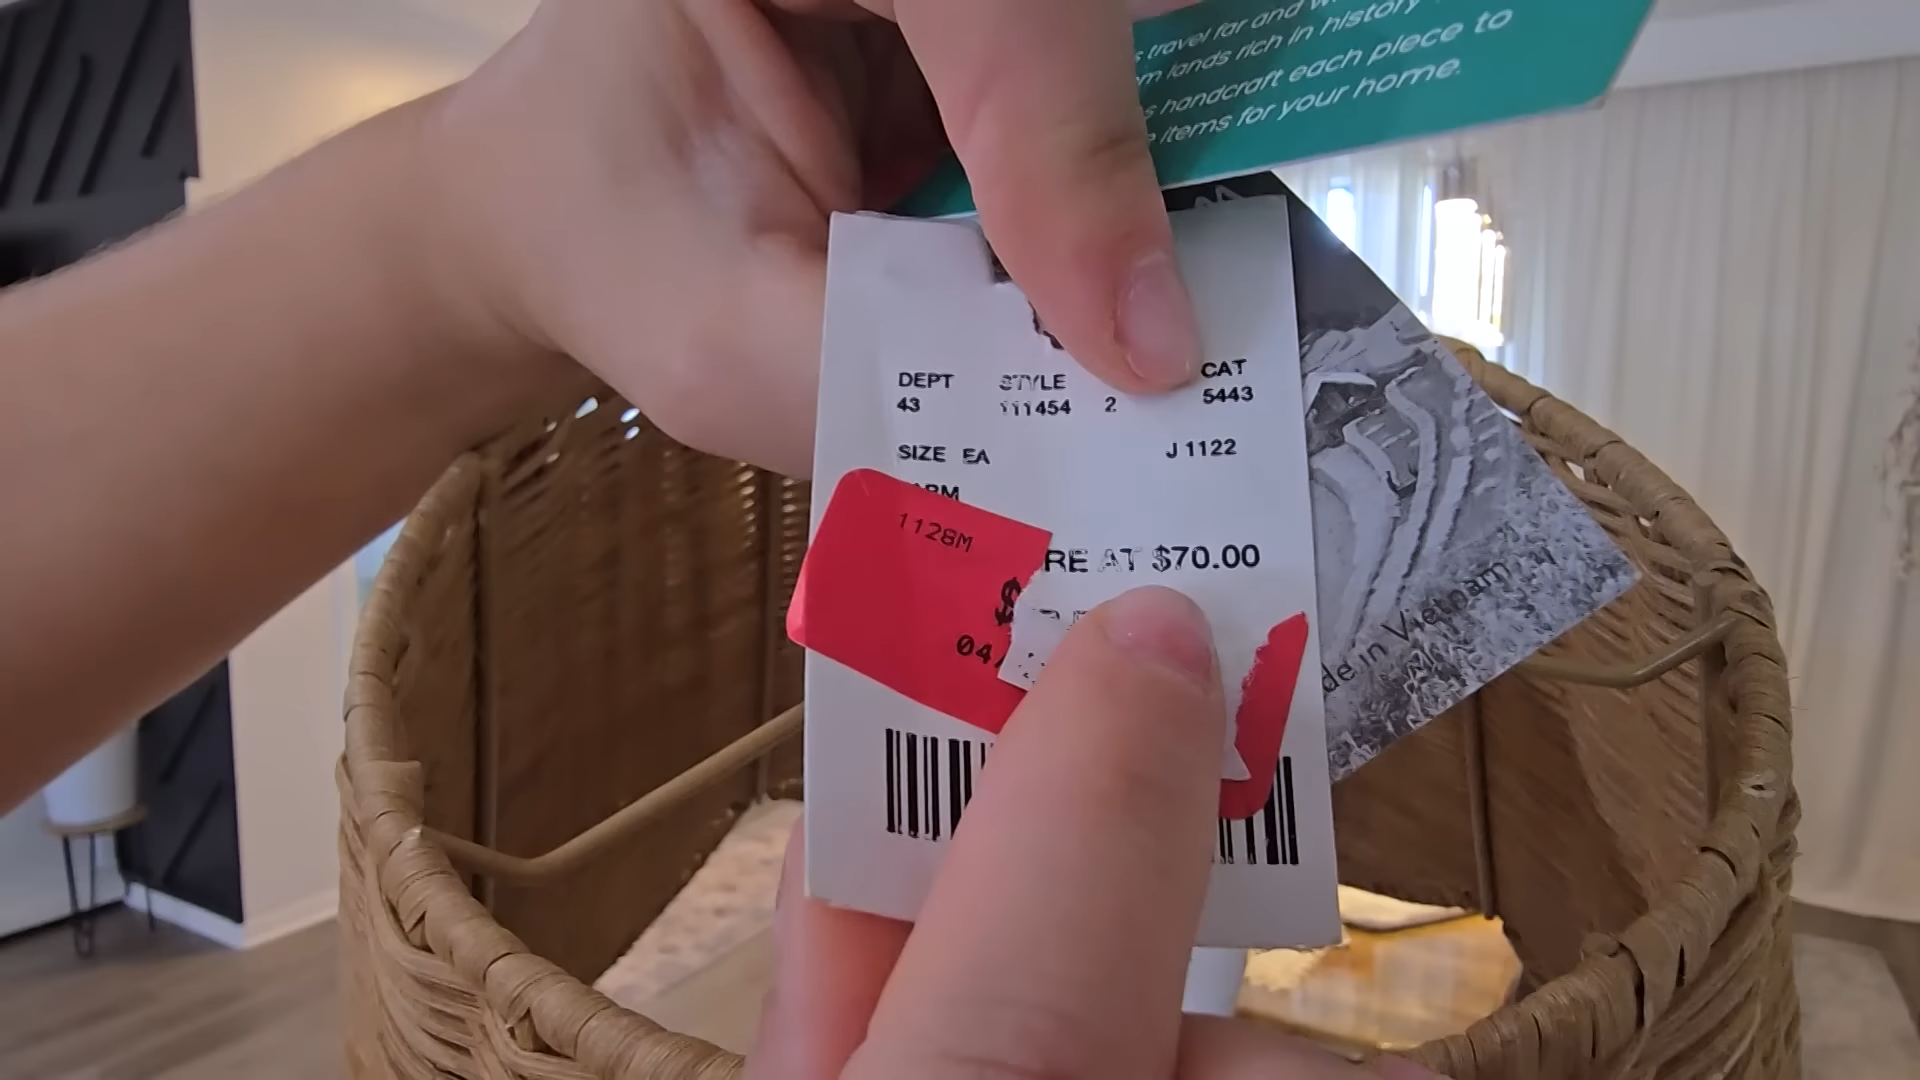 travel far and
lands rich in history
handcraft each piece to
items for your home.
DEPT STYLE CAT
43 111454 2 5443
SIZE EA J 1122
1128M
RE AT $70.00
$
04/
de in Vietnam